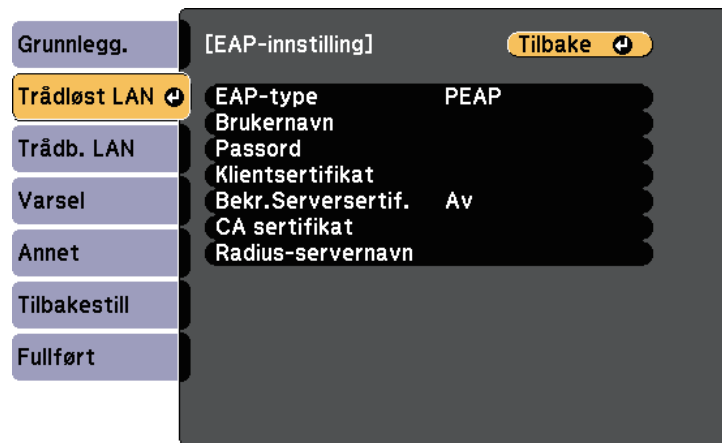 Grunnlegg.
Trådløst LAN
Trådb. LAN
Varsel
Annet
Tilbakestill
Fullført
[EAP-innstilling] Tilbake
EAP-type PEAP
Brukernavn
Passord
Klientsertifikat
Bekr.Serversertif. Av
CA sertifikat
Radius-servernavn